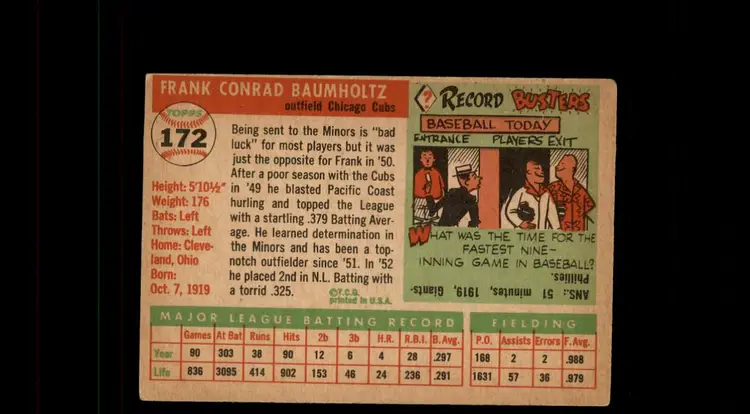 FRANK CONRAD BAUMHOLTZ
outfield Chicago Cubs
TOPPS
172
Height: 5'10½"
Weight: 176
Bats: Left
Throws: Left
Home: Cleve-
land, Ohio
Born:
Oct. 7, 1919
Being sent to the Minors is "bad
luck" for most players but it was
just the opposite for Frank in '50.
After a poor season with the Cubs
in '49 he blasted Pacific Coast
hurling and topped the League
with a startling .379 Batting Aver-
age. He learned determination in
the Minors and has been a top-
notch outfielder since '51. In '52
he placed 2nd in N.L. Batting with
a torrid .325.
©T.C.G.
printed in U.S.A.
? RECORD BUSTERS
BASEBALL TODAY
ENTRANCE PLAYERS EXIT
WHAT WAS THE TIME FOR THE
FASTEST NINE-
INNING GAME IN BASEBALL?
ANS.: 51 minutes, 1919, Giants-
Phillies.
MAJOR LEAGUE BATTING RECORD FIELDING
Games At Bat Runs Hits 2b 3b H.R. R.B.I. B.Avg. P.O. Assists Errors F.Avg.
Year 90 303 38 90 12 6 4 28 .297 168 2 2 .988
Life 836 3095 414 902 153 46 24 236 .291 1631 57 36 .979